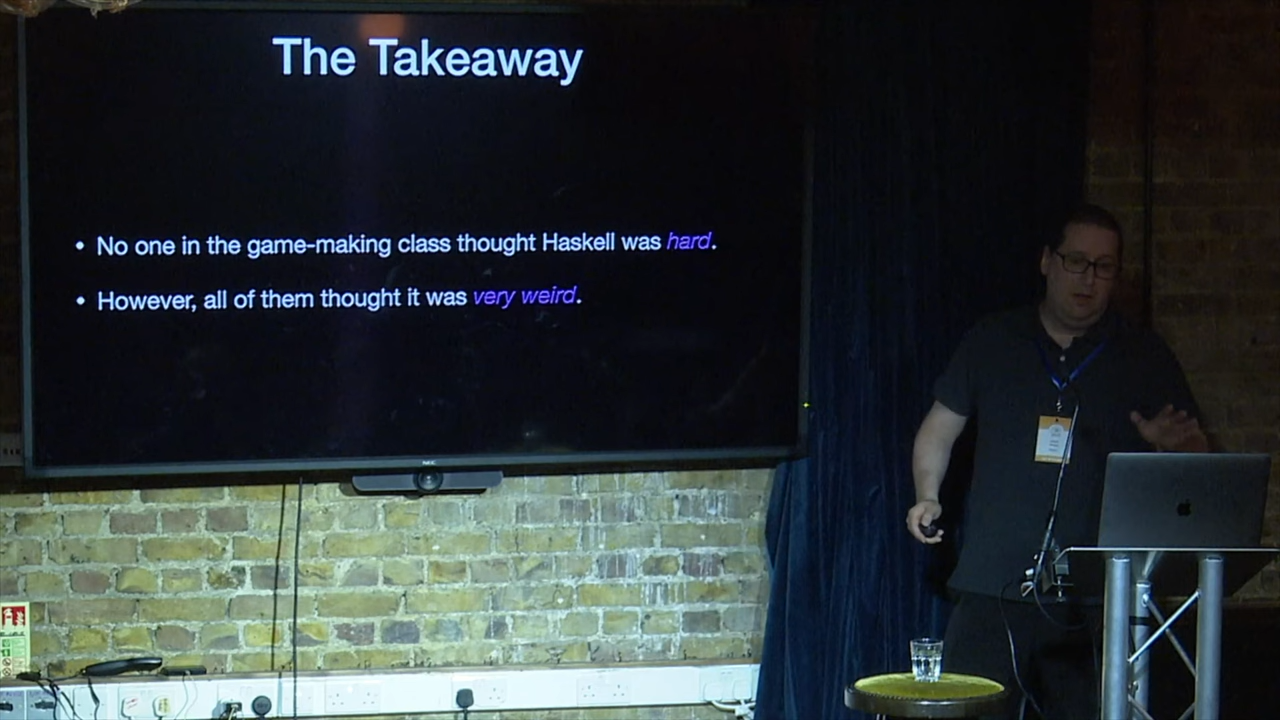 The Takeaway
• No one in the game-making class thought Haskell was hard.
• However, all of them thought it was very weird.
NEC